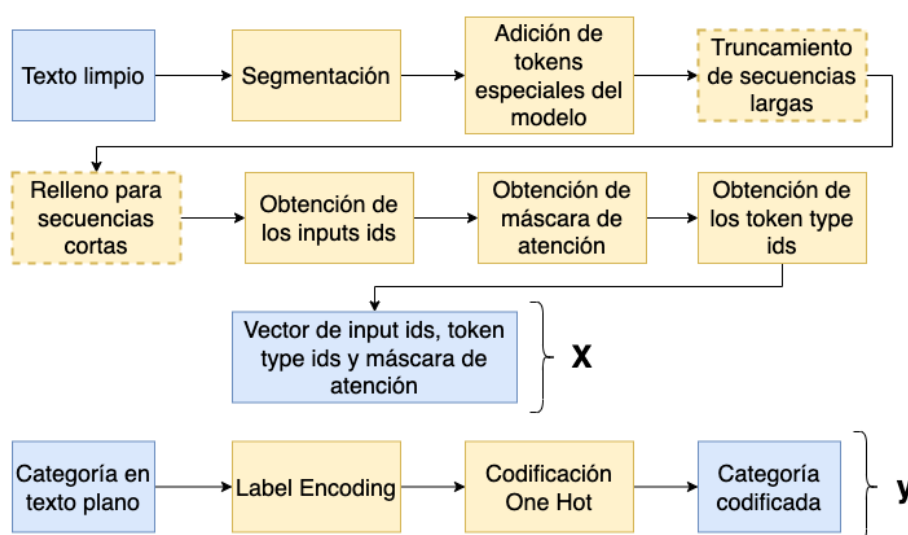 Texto limpio
Segmentación
Adición de
tokens
especiales del
modelo
Truncamiento
de secuencias
largas
Relleno para
secuencias
cortas
Obtención de
los inputs ids
Obtención de
máscara de
atención
Obtención de
los token type
ids
Vector de input ids, token
type ids y máscara de
atención
X
Categoría en
texto plano
Label Encoding
Codificación
One Hot
Categoría
codificada
y